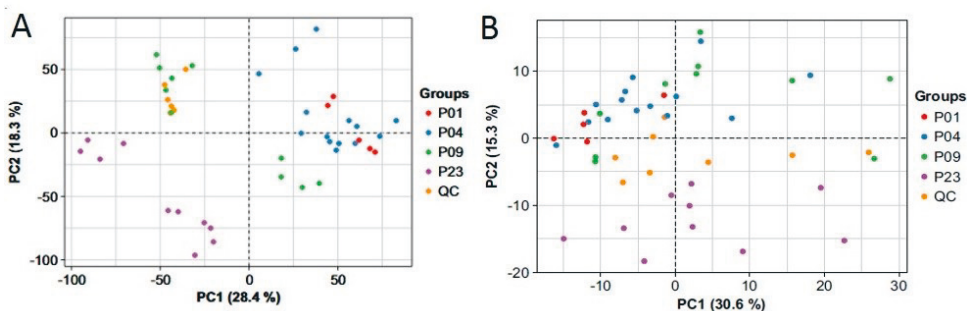 A
50
0
-50
-100
PC2 (18.3 %)
-100
-50
0
50
PC1 (28.4 %)
Groups
P01
P04
P09
P23
QC
B
10
0
-10
-20
PC2 (15.3 %)
-10
0
10
20
30
PC1 (30.6 %)
Groups
P01
P04
P09
P23
QC